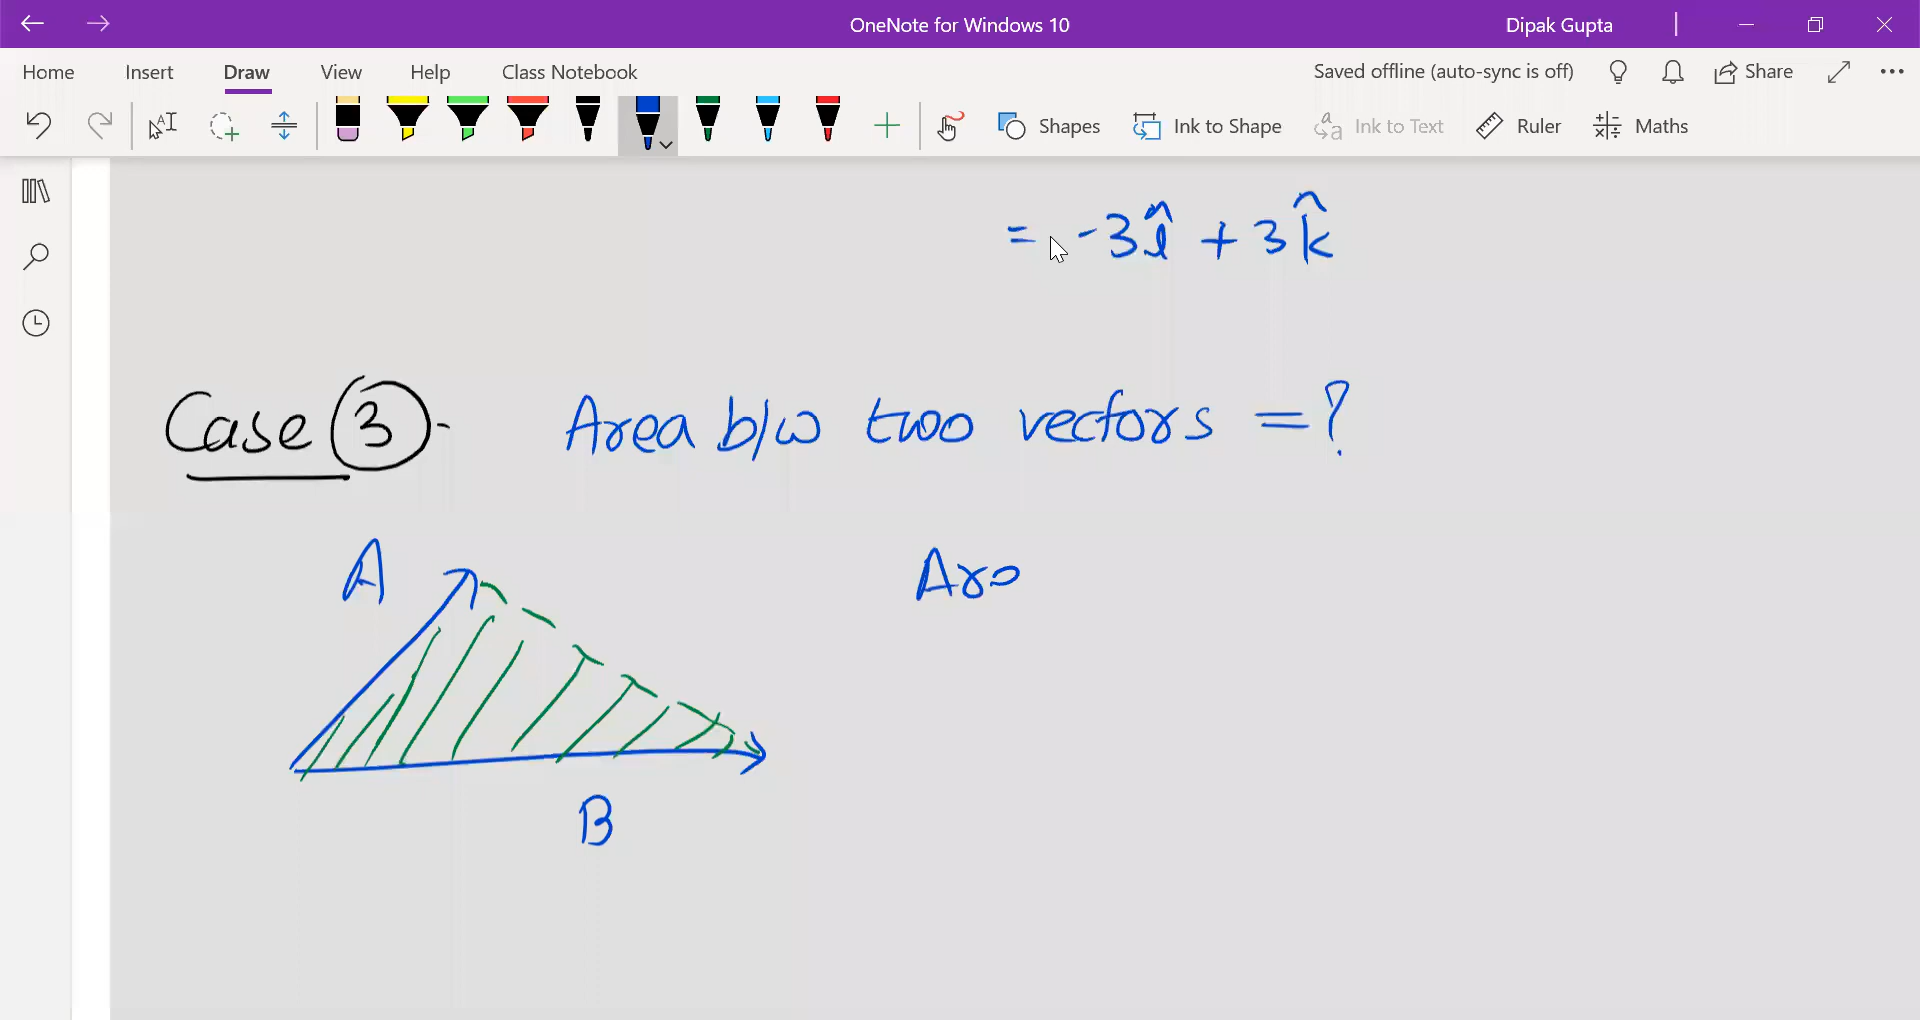 OneNote for Windows 10
Dipak Gupta
Home Insert Draw View Help Class Notebook
Saved offline (auto-sync is off) Share
Shapes Ink to Shape Ink to Text Ruler Maths
= -3î + 3k̂
Case 3 - Area b/w two vectors = ?
A
Are
B